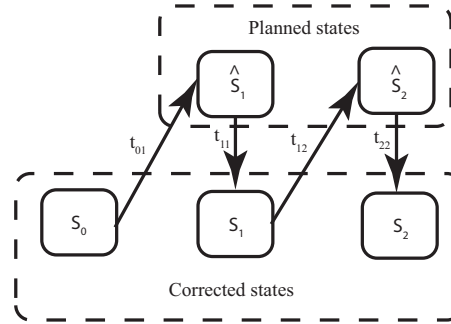 Planned states
Ŝ₁ Ŝ₂
t₀₁ t₁₁ t₁₂ t₂₂
S₀ S₁ S₂
Corrected states